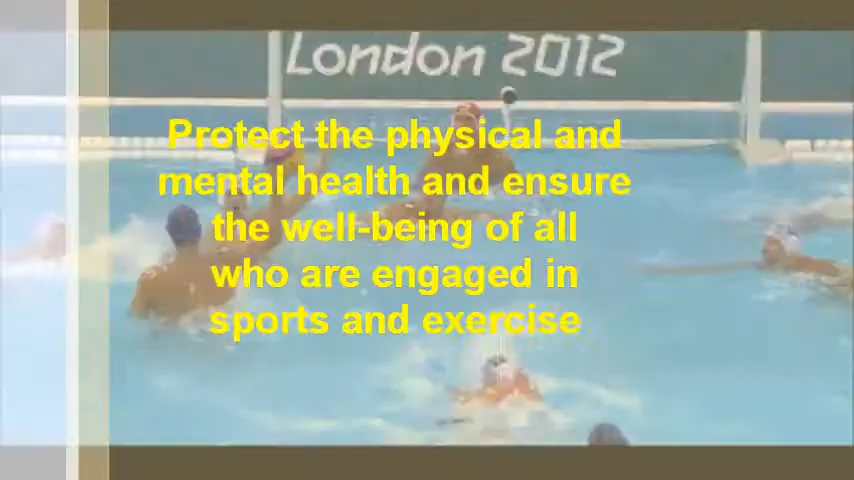 London 2012
Protect the physical and
mental health and ensure
the well-being of all
who are engaged in
sports and exercise